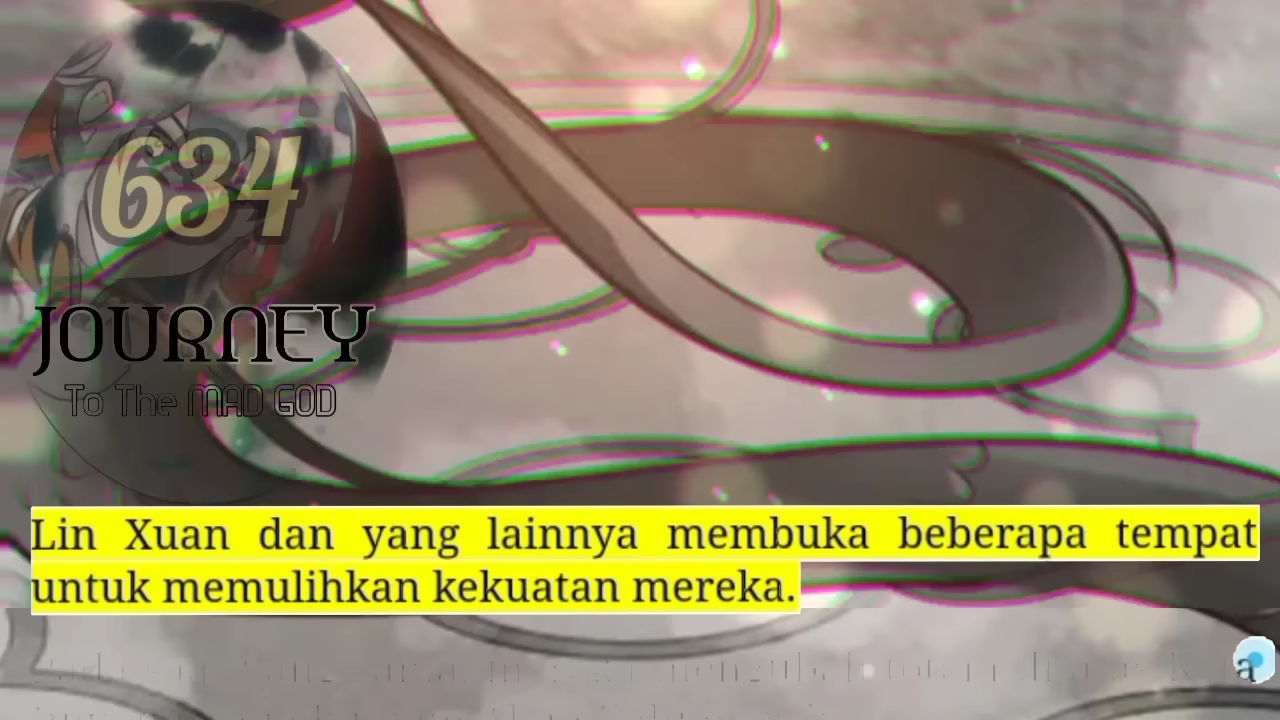 634
JOURNEY
To The MAD GOD
Lin Xuan dan yang lainnya membuka beberapa tempat
untuk memulihkan kekuatan mereka.
a